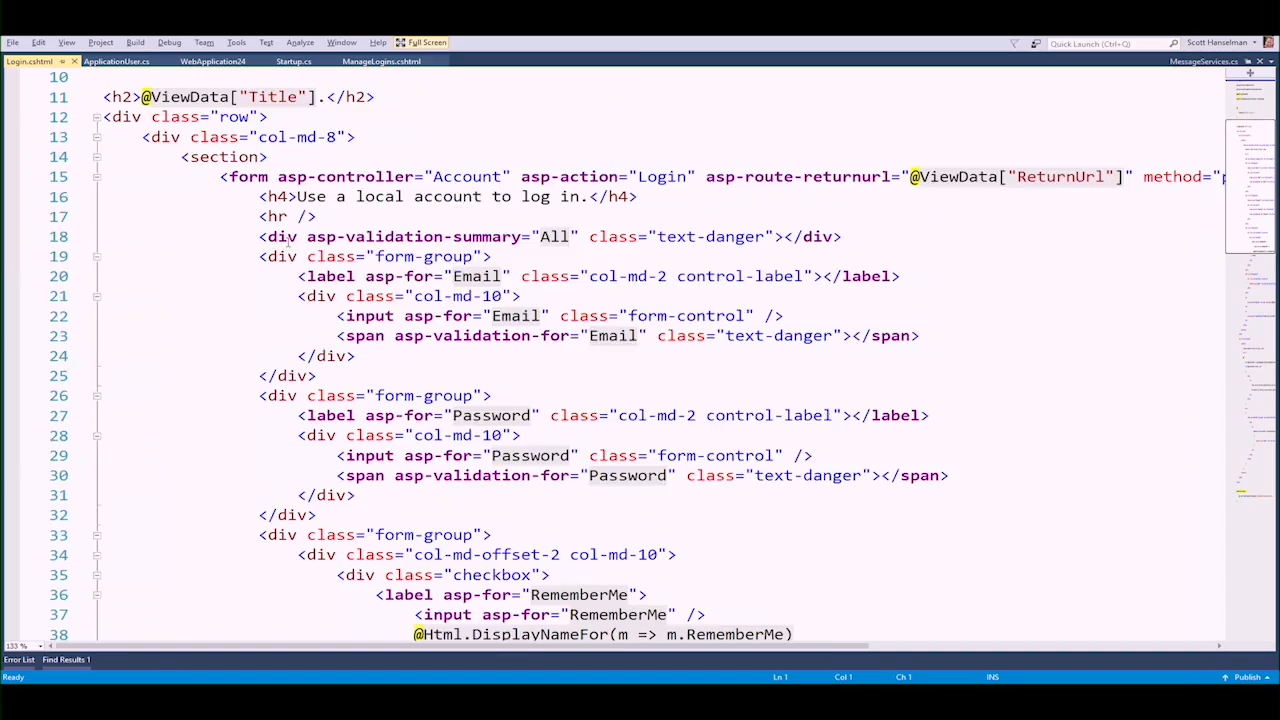 File Edit View Project Build Debug Team Tools Test Analyze Window Help Full Screen Quick Launch (Ctrl+Q) Scott Hanselman
Login.cshtml ApplicationUser.cs WebApplication24 Startup.cs ManageLogins.cshtml MessageServices.cs
10
11 <h2>@ViewData["Title"].</h2>
12 <div class="row">
13 <div class="col-md-8">
14 <section>
15 <form asp-controller="Account" asp-action="Login" asp-route-returnurl="@ViewData["ReturnUrl"]" method="p
16 <h4>Use a local account to log in.</h4>
17 <hr />
18 <div asp-validation-summary="All" class="text-danger"></div>
19 <div class="form-group">
20 <label asp-for="Email" class="col-md-2 control-label"></label>
21 <div class="col-md-10">
22 <input asp-for="Email" class="form-control" />
23 <span asp-validation-for="Email" class="text-danger"></span>
24 </div>
25 </div>
26 <div class="form-group">
27 <label asp-for="Password" class="col-md-2 control-label"></label>
28 <div class="col-md-10">
29 <input asp-for="Password" class="form-control" />
30 <span asp-validation-for="Password" class="text-danger"></span>
31 </div>
32 </div>
33 <div class="form-group">
34 <div class="col-md-offset-2 col-md-10">
35 <div class="checkbox">
36 <label asp-for="RememberMe">
37 <input asp-for="RememberMe" />
38 @Html.DisplayNameFor(m => m.RememberMe)
133 %
Error List Find Results 1
Ready Ln 1 Col 1 Ch 1 INS Publish